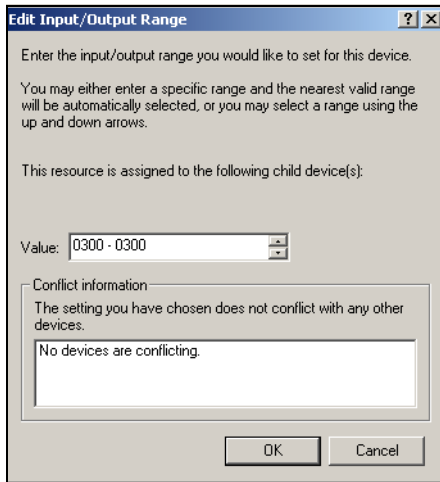 Edit Input/Output Range
Enter the input/output range you would like to set for this device.
You may either enter a specific range and the nearest valid range
will be automatically selected, or you may select a range using the
up and down arrows.
This resource is assigned to the following child device(s):
Value: 0300 - 0300
Conflict information
The setting you have chosen does not conflict with any other
devices.
No devices are conflicting.
OK Cancel